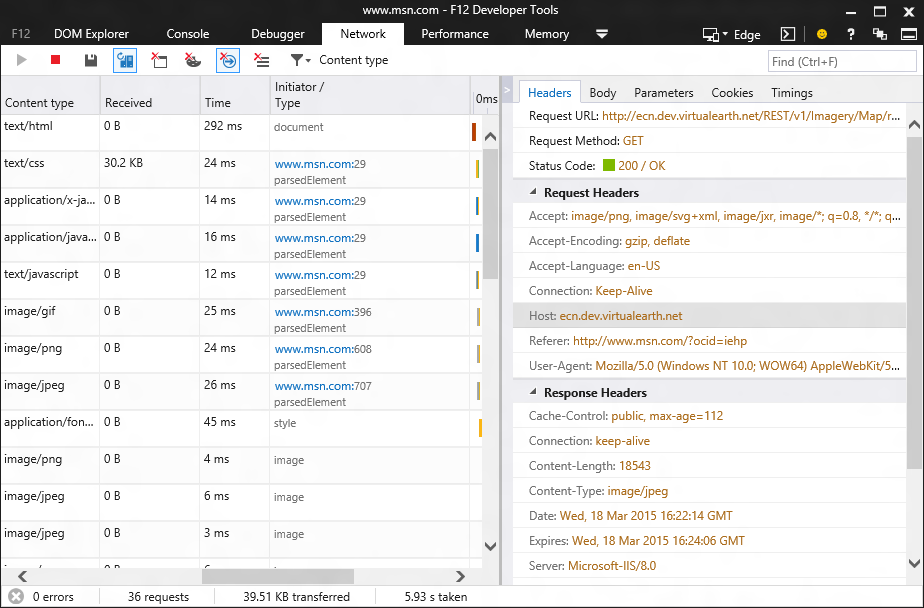 www.msn.com - F12 Developer Tools
F12 DOM Explorer Console Debugger Network Performance Memory Edge
Content type
Find (Ctrl+F)
Content type Received Time Initiator / Type 0ms
text/html 0 B 292 ms document
text/css 30.2 KB 24 ms www.msn.com:29
parsedElement
application/x-ja... 0 B 14 ms www.msn.com:29
parsedElement
application/java... 0 B 16 ms www.msn.com:29
parsedElement
text/javascript 0 B 12 ms www.msn.com:29
parsedElement
image/gif 0 B 25 ms www.msn.com:396
parsedElement
image/png 0 B 24 ms www.msn.com:608
parsedElement
image/jpeg 0 B 26 ms www.msn.com:707
parsedElement
application/fon... 0 B 45 ms style
image/png 0 B 4 ms image
image/jpeg 0 B 6 ms image
image/jpeg 0 B 3 ms image
Headers Body Parameters Cookies Timings
Request URL: http://ecn.dev.virtualearth.net/REST/v1/Imagery/Map/r...
Request Method: GET
Status Code: 200 / OK
Request Headers
Accept: image/png, image/svg+xml, image/jxr, image/*; q=0.8, */*; q...
Accept-Encoding: gzip, deflate
Accept-Language: en-US
Connection: Keep-Alive
Host: ecn.dev.virtualearth.net
Referer: http://www.msn.com/?ocid=iehp
User-Agent: Mozilla/5.0 (Windows NT 10.0; WOW64) AppleWebKit/5...
Response Headers
Cache-Control: public, max-age=112
Connection: keep-alive
Content-Length: 18543
Content-Type: image/jpeg
Date: Wed, 18 Mar 2015 16:22:14 GMT
Expires: Wed, 18 Mar 2015 16:24:06 GMT
Server: Microsoft-IIS/8.0
0 errors 36 requests 39.51 KB transferred 5.93 s taken